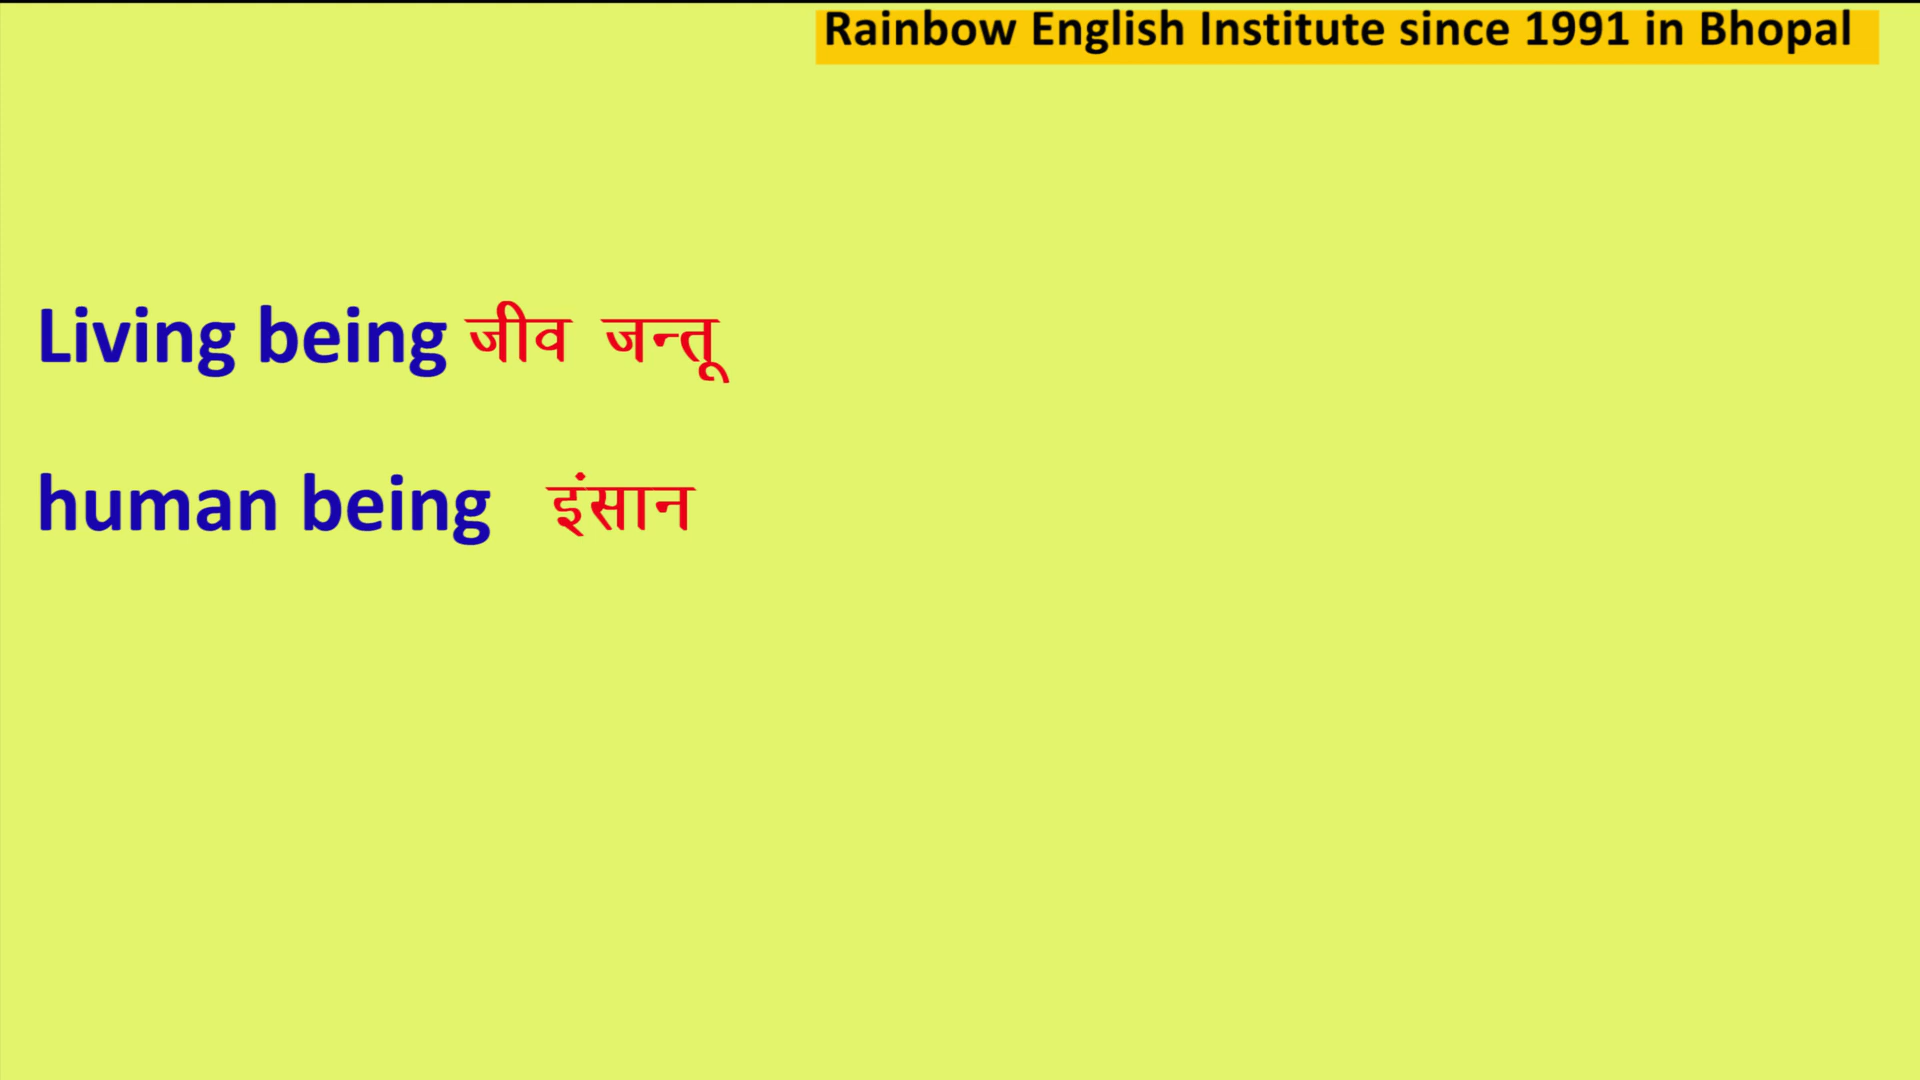 Rainbow English Institute since 1991 in Bhopal
Living being जीव जन्तू
human being इंसान